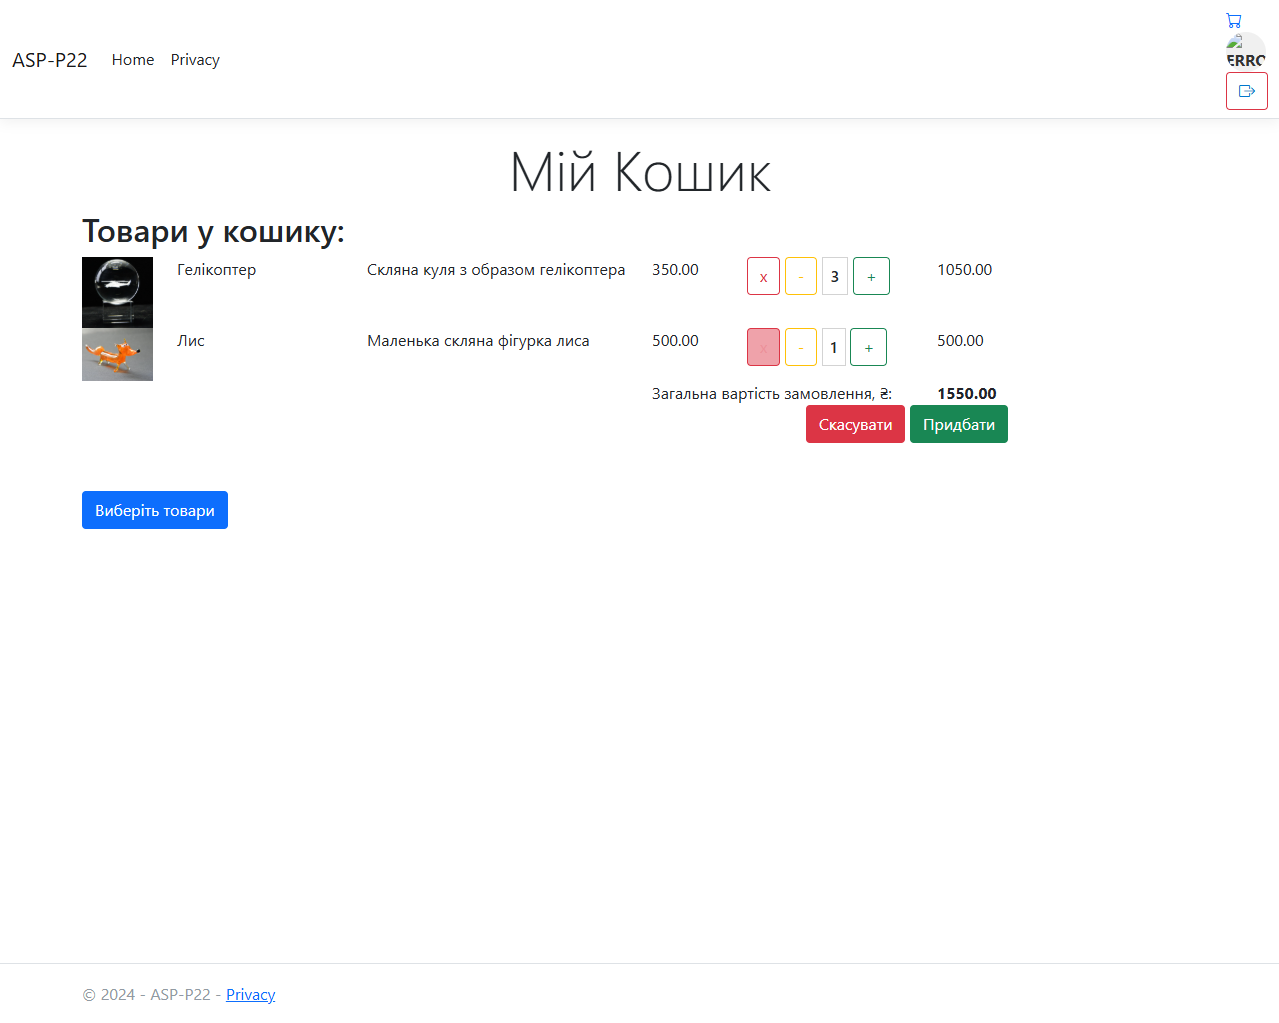 ASP-P22 Home Privacy
ERRO
Мій Кошик
Товари у кошику:
Гелікоптер Скляна куля з образом гелікоптера 350.00 x - 3 + 1050.00
Лис Маленька скляна фігурка лиса 500.00 x - 1 + 500.00
Загальна вартість замовлення, ₴: 1550.00
Скасувати Придбати
Виберіть товари
© 2024 - ASP-P22 - Privacy